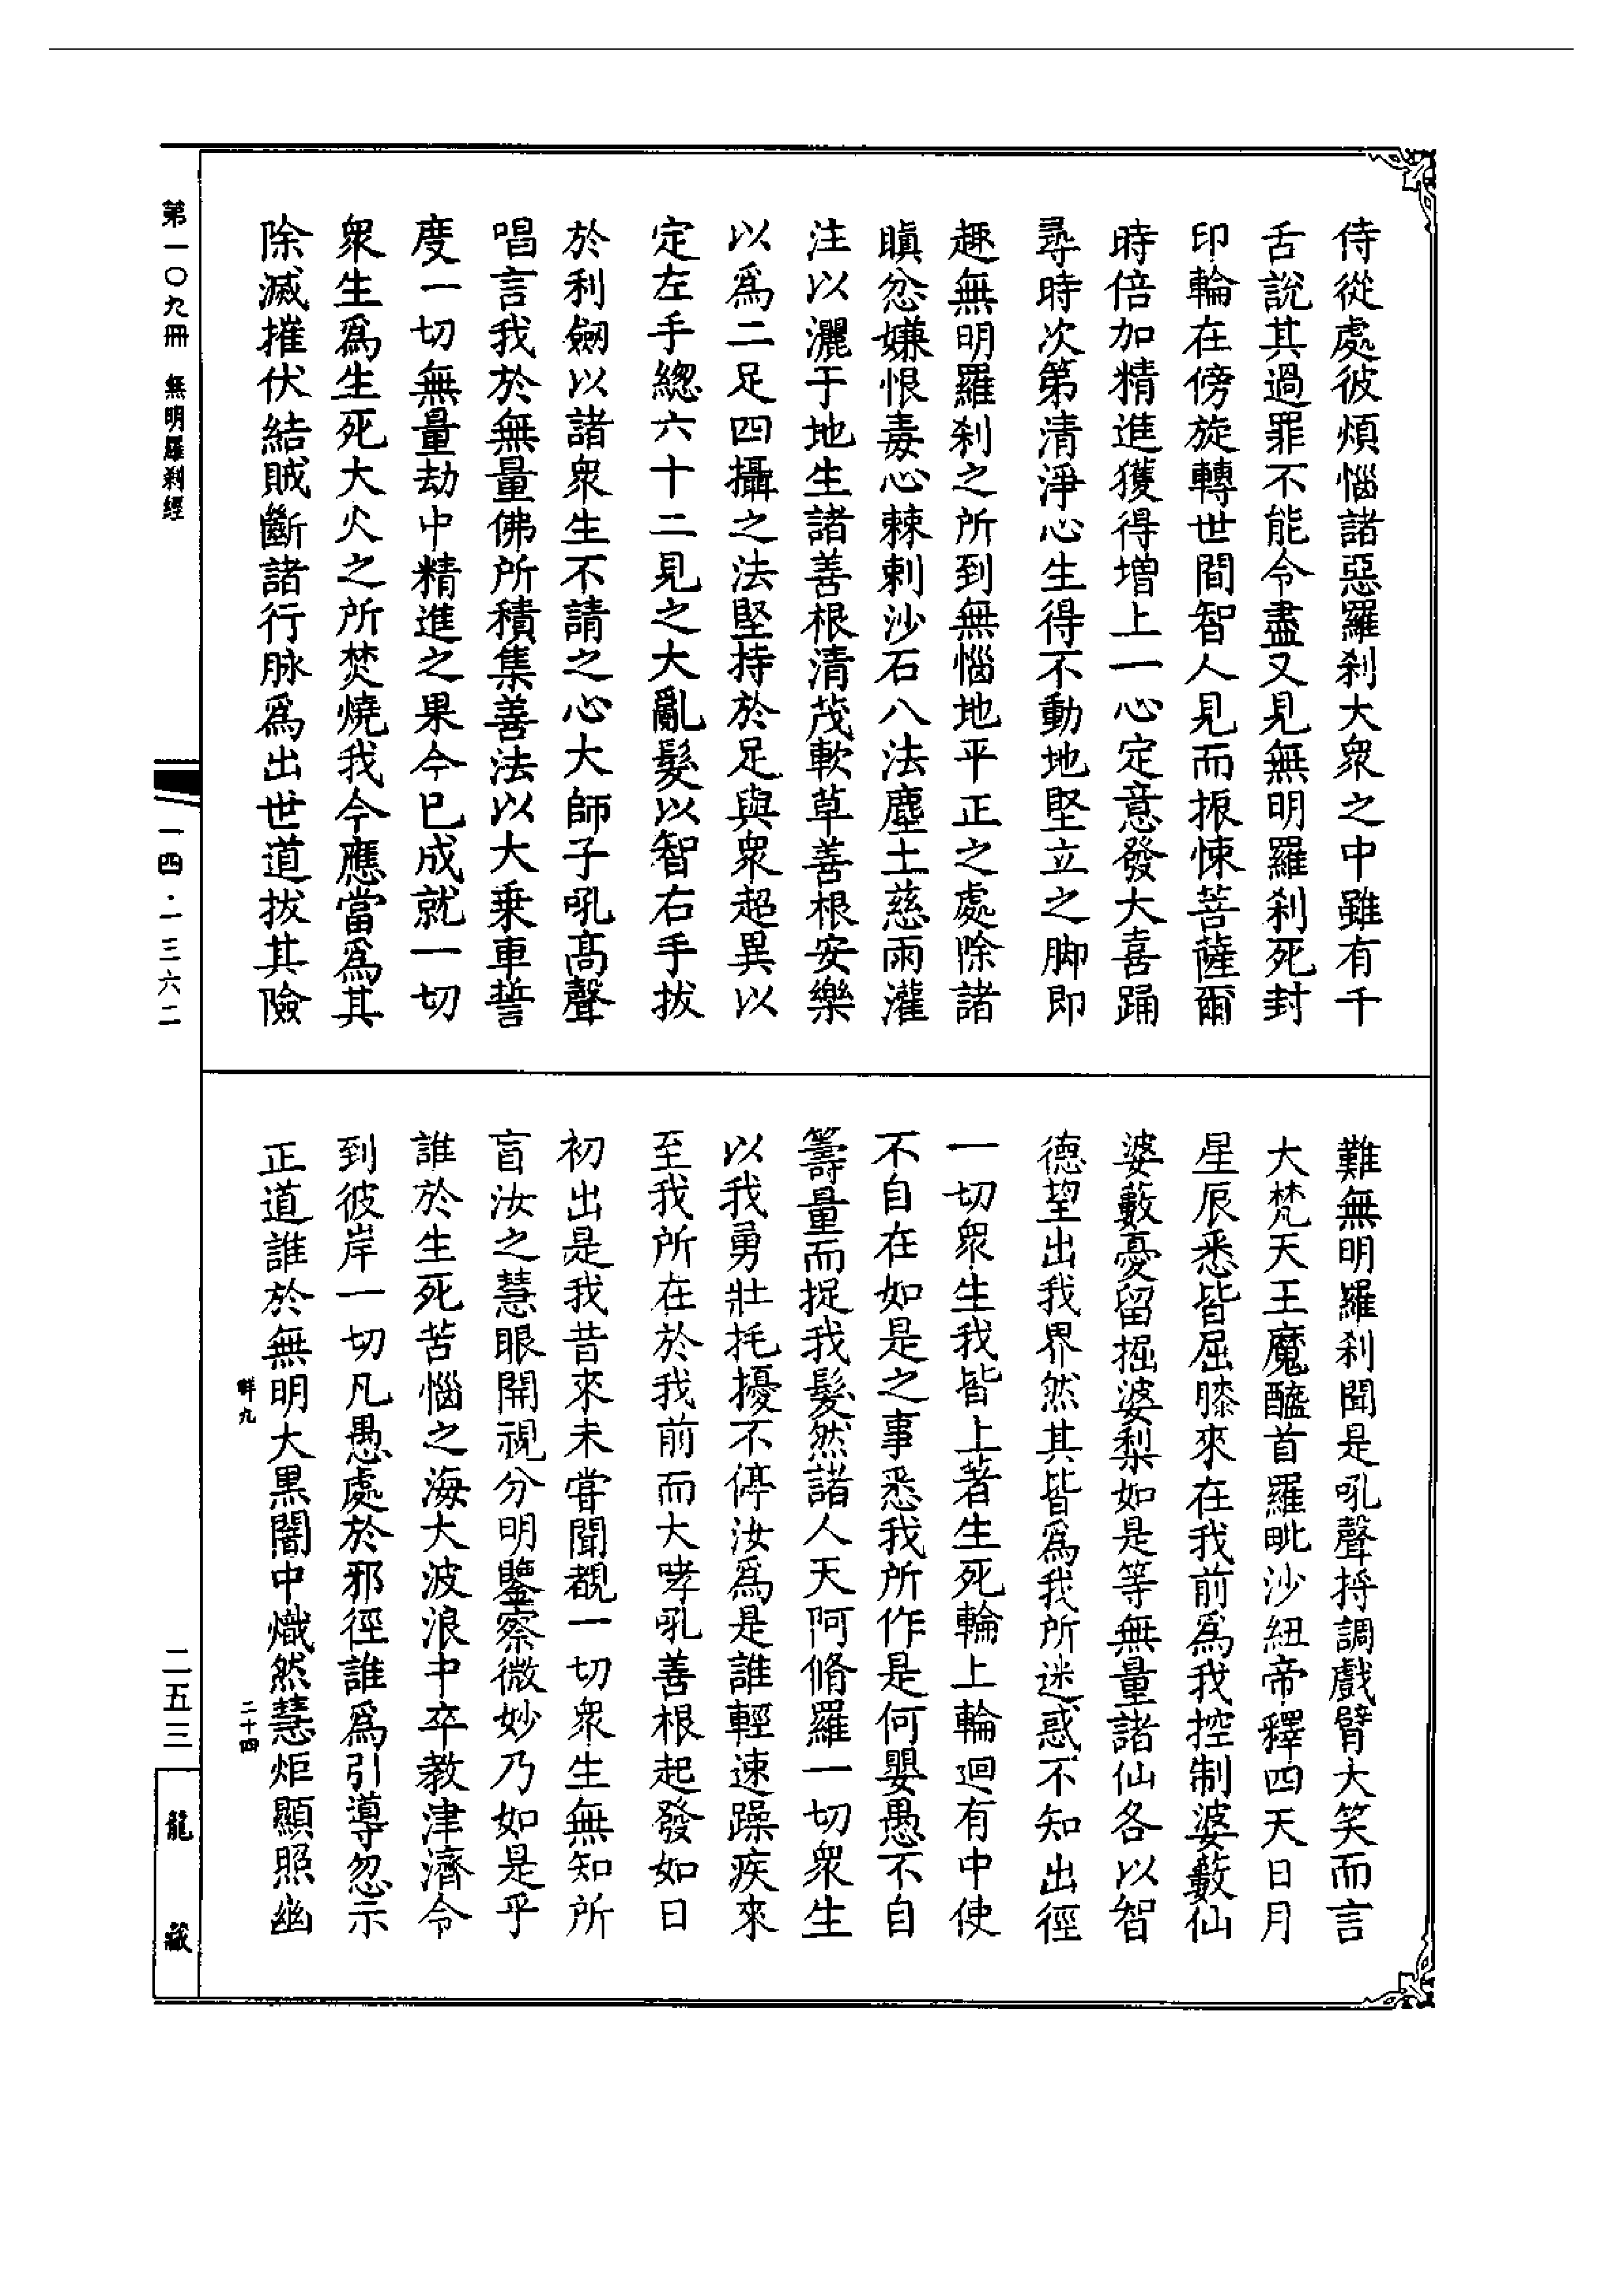 侍從處彼煩惱諸惡羅刹大衆之中雖有千
舌說其過罪不能令盡又見無明羅刹死封
印輪在傍旋轉世間智人見而振悚菩薩爾
時倍加精進獲得增上一心定意發大喜踊
尋時次第清淨心生得不動地堅立之脚即
趣無明羅刹之所到無惱地平正之處除諸
瞋忿嫌恨毒心棘刺沙石八法塵土慈雨灌
注以灑于地生諸善根清茂軟草善根安樂
以爲二足四攝之法堅持於足與衆超異以
定左手總六十二見之大亂髮以智右手拔
於利劒以諸衆生不請之心大師子吼高聲
唱言我於無量佛所積集善法以大乗車誓
度一切無量劫中精進之果今已成就一切
衆生爲生死大火之所焚燒我今應當爲其
除滅摧伏結賊斷諸行脉爲出世道拔其險
難無明羅刹聞是吼聲捋調戲臂大笑而言
大梵天王魔醯首羅毗沙紐帝釋四天日月
星辰悉皆屈膝來在我前爲我控制婆藪仙
婆藪憂留掘婆梨如是等無量諸仙各以智
德望出我界然其皆爲我所迷惑不知出徑
一切衆生我皆上著生死輪上輪迴有中使
不自在如是之事悉我所作是何嬰愚不自
籌量而捉我髮然諸人天阿脩羅一切衆生
以我勇壯托擾不停汝爲是誰輕速躁疾來
至我所在於我前而大哮吼善根起發如日
初出是我昔來未嘗聞覩一切衆生無知所
盲汝之慧眼開視分明鑒察微妙乃如是乎
誰於生死苦惱之海大波浪中卒教津濟令
到彼岸一切凡愚處於邪徑誰爲引導忽示
正道誰於無明大黒闇中熾然慧炬顯照幽
群九
二十四
第一〇九冊 無明羅刹經
一四·一三六二
二五三
龍藏